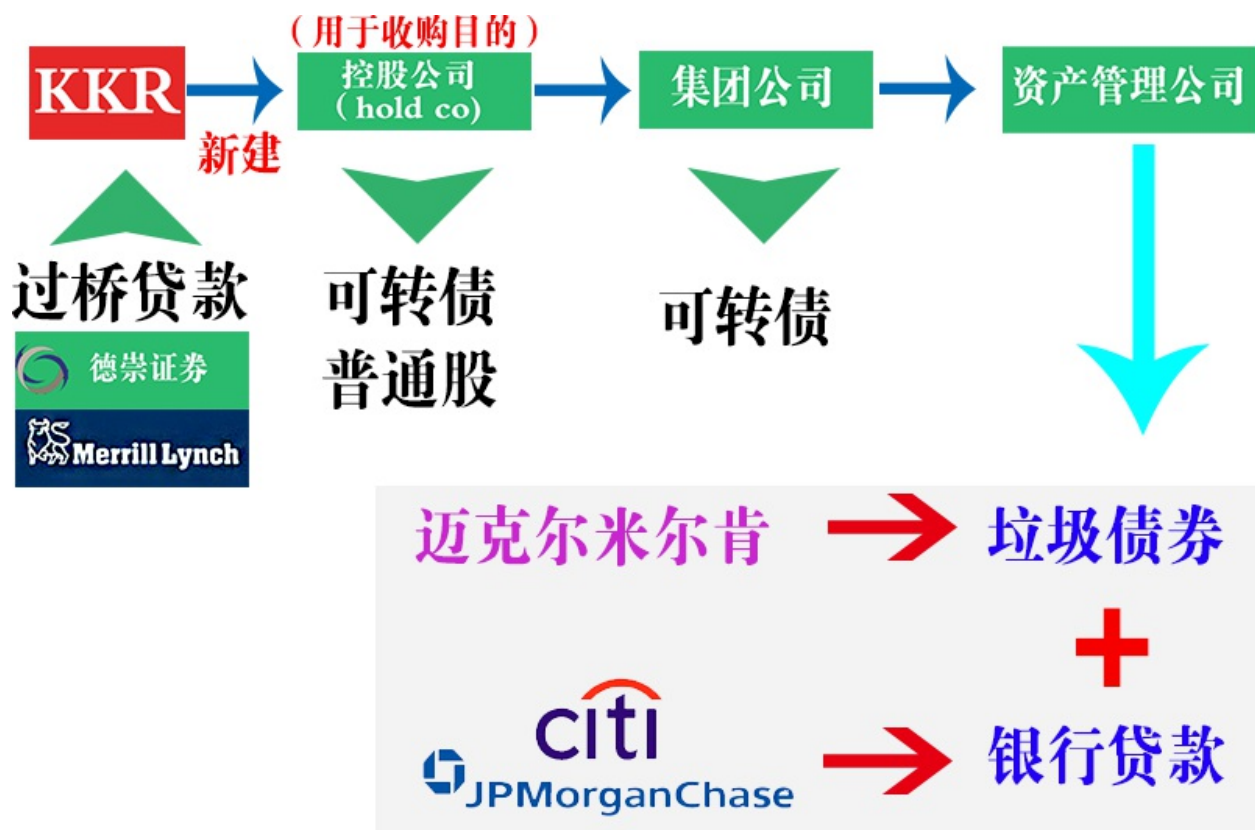 （用于收购目的）
KKR
控股公司
（hold co)
集团公司
资产管理公司
新建
过桥贷款
德崇证券
Merrill Lynch
可转债
普通股
可转债
迈克尔米尔肯
垃圾债券
+
citi
JPMorganChase
银行贷款